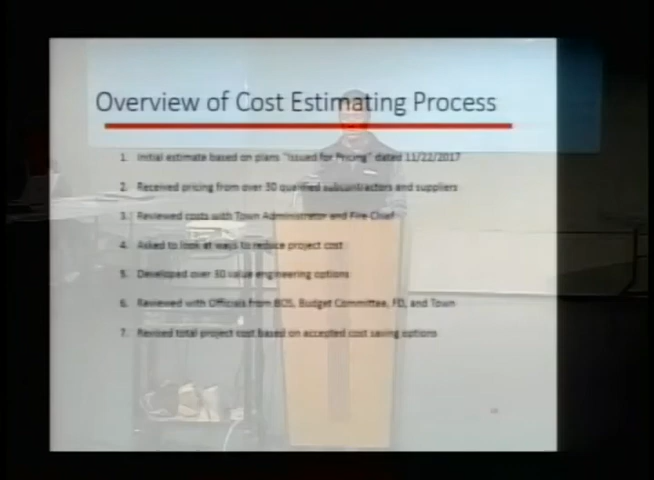 Overview of Cost Estimating Process
1. Initial estimate based on plans "Issued for Pricing" dated 11/22/2017
2. Received pricing from over 30 qualified subcontractors and suppliers
3. Reviewed costs with Town Administrator and Fire Chief
4. Asked to look at ways to reduce project cost
5. Developed over 30 value engineering options
6. Reviewed with Officials from BOS, Budget Committee, FD, and Town
7. Revised total project cost based on accepted cost saving options